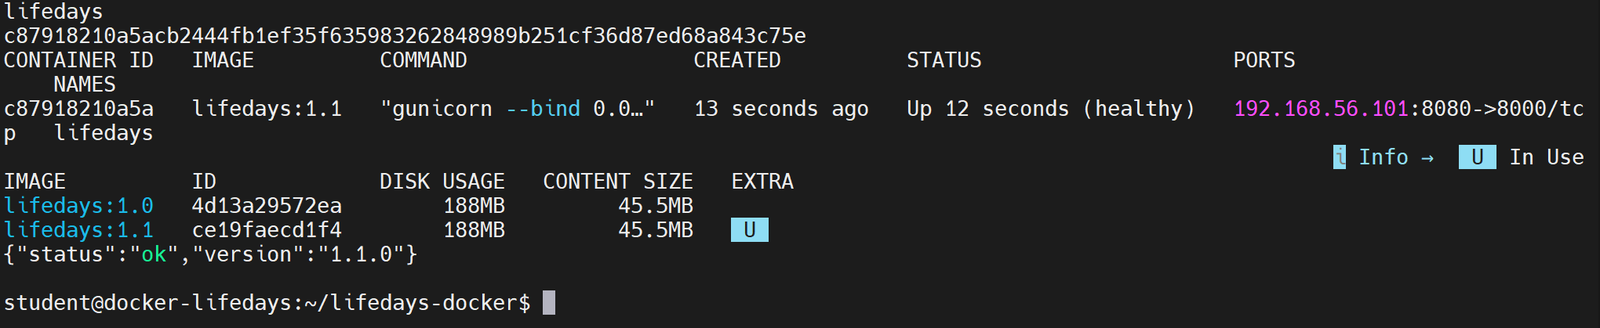 lifedays
c87918210a5acb2444fb1ef35f635983262848989b251cf36d87ed68a843c75e
CONTAINER ID   IMAGE          COMMAND                  CREATED          STATUS                    PORTS
    NAMES
c87918210a5a   lifedays:1.1   "gunicorn --bind 0.0…"   13 seconds ago   Up 12 seconds (healthy)   192.168.56.101:8080->8000/tc
p   lifedays
i Info →   U  In Use
IMAGE          ID             DISK USAGE   CONTENT SIZE   EXTRA
lifedays:1.0   4d13a29572ea        188MB         45.5MB
lifedays:1.1   ce19faecd1f4        188MB         45.5MB    U
{"status":"ok","version":"1.1.0"}
student@docker-lifedays:~/lifedays-docker$